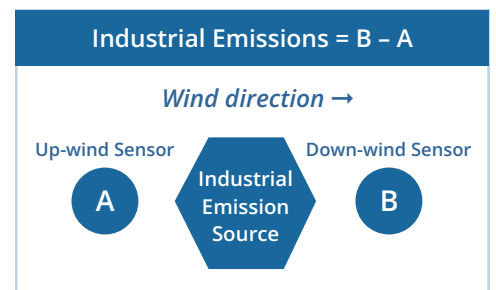 Industrial Emissions = B – A
Wind direction →
Up-wind Sensor
Down-wind Sensor
A
Industrial
Emission
Source
B